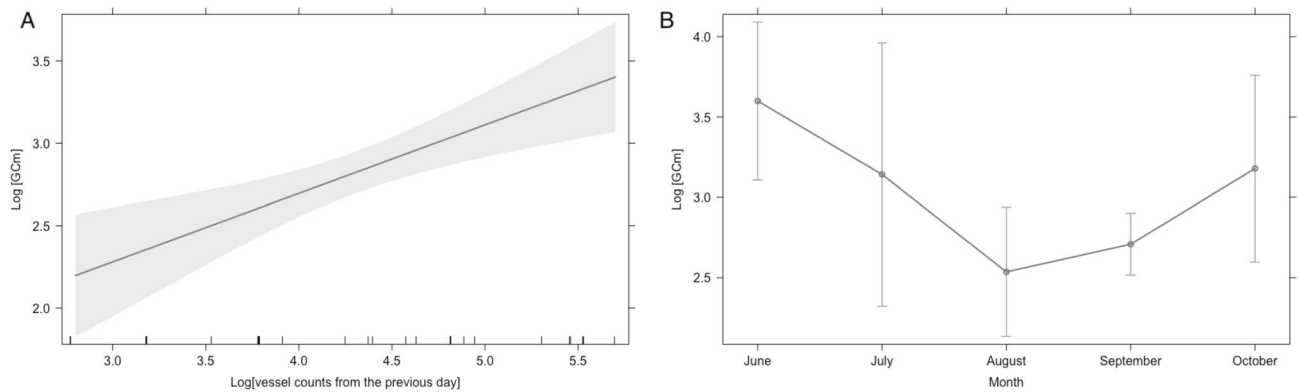 A
3.5
3.0
2.5
2.0
Log [GCm]
3.0
3.5
4.0
4.5
5.0
5.5
Log[vessel counts from the previous day]
B
4.0
3.5
3.0
2.5
Log [GCm]
June
July
August
September
October
Month